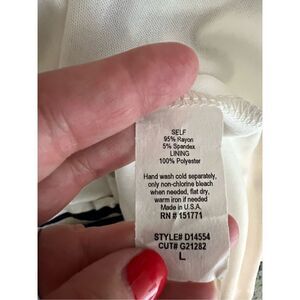 SELF
95% Rayon
5% Spandex
LINING
100% Polyester
Hand wash cold separately,
only non-chlorine bleach
when needed, flat dry,
warm iron if needed
Made in U.S.A.
RN # 151771
STYLE# D14554
CUT# G21282
L